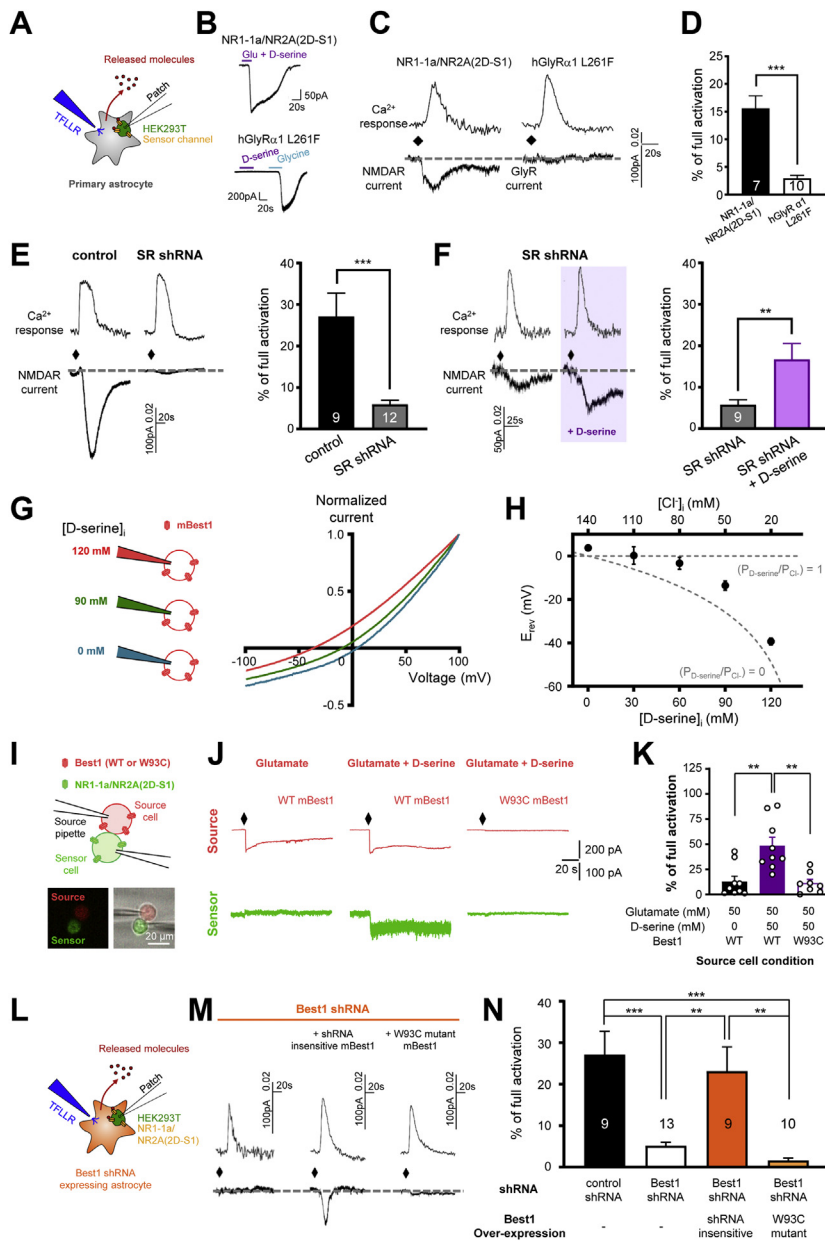 A
Released molecules
Patch
TFLLR
HEK293T
Sensor channel
Primary astrocyte
B
NR1-1a/NR2A(2D-S1)
Glu + D-serine
50pA
20s
hGlyRα1 L261F
D-serine
Glycine
200pA
20s
C
NR1-1a/NR2A(2D-S1)
hGlyRα1 L261F
Ca2+
response
NMDAR
current
GlyR
current
100pA 0.02
20s
D
% of full activation
20
15
10
5
0
***
7
10
NR1-1a/
NR2A(2D-S1)
hGlyR α1
L261F
E
control
SR shRNA
Ca2+
response
NMDAR
current
100pA 0.02
20s
% of full activation
40
30
20
10
0
***
9
12
control
SR shRNA
F
SR shRNA
Ca2+
response
NMDAR
current
50pA 0.02
25s
+ D-serine
% of full activation
40
30
20
10
0
**
9
SR shRNA
SR shRNA
+ D-serine
G
[D-serine]i
mBest1
120 mM
90 mM
0 mM
Normalized
current
1.0
0.5
-100
-50
0
50
100
Voltage (mV)
-0.5
H
[Cl-]i (mM)
140 110 80 50 20
Erev (mV)
20
0
-20
-40
-60
(PD-serine/PCl-) = 1
(PD-serine/PCl-) = 0
0 30 60 90 120
[D-serine]i (mM)
I
Best1 (WT or W93C)
NR1-1a/NR2A(2D-S1)
Source
cell
Source
pipette
Sensor
cell
Source
Sensor
20 µm
J
Glutamate
Glutamate + D-serine
Glutamate + D-serine
WT mBest1
WT mBest1
W93C mBest1
Source
Sensor
200 pA
20 s
100 pA
K
% of full activation
125
100
75
50
25
0
**
**
Glutamate (mM) 50 50 50
D-serine (mM) 0 50 50
Best1 WT WT W93C
Source cell condition
L
Released molecules
Patch
TFLLR
HEK293T
NR1-1a/
NR2A(2D-S1)
Best1 shRNA
expressing astrocyte
M
Best1 shRNA
+ shRNA
insensitive mBest1
+ W93C mutant
mBest1
100pA 0.02
20s
100pA 0.02
20s
100pA 0.02
20s
N
% of full activation
40
30
20
10
0
***
***
**
**
9
13
9
10
shRNA
control
shRNA
Best1
shRNA
Best1
shRNA
Best1
shRNA
Best1
Over-expression
-
-
shRNA
insensitive
W93C
mutant